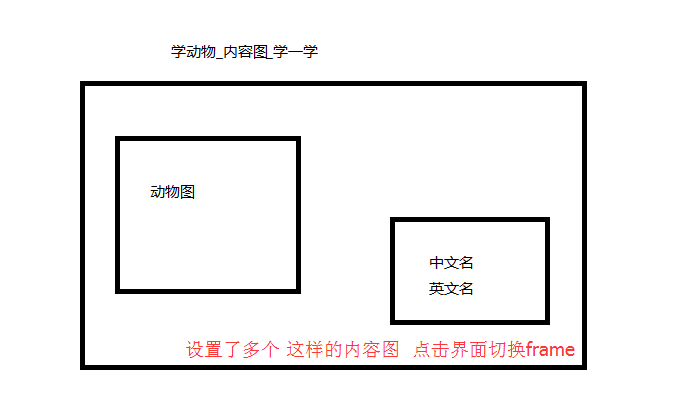 学动物_内容图_学一学
动物图
中文名
英文名
设置了多个 这样的内容图 点击界面切换frame